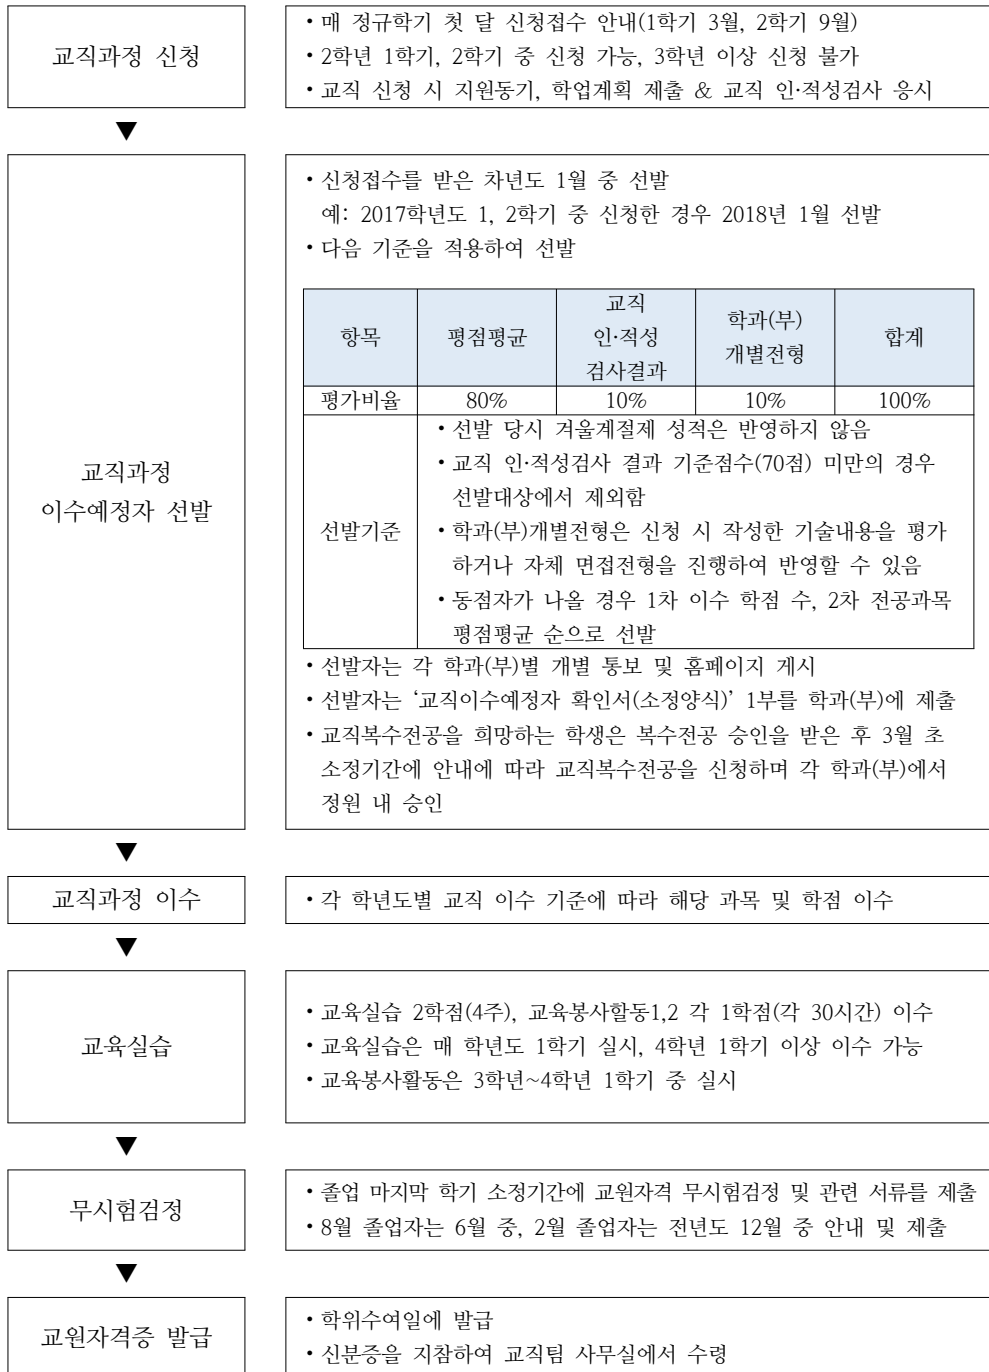 교직과정 신청
• 매 정규학기 첫 달 신청접수 안내(1학기 3월, 2학기 9월)
• 2학년 1학기, 2학기 중 신청 가능, 3학년 이상 신청 불가
• 교직 신청 시 지원동기, 학업계획 제출 & 교직 인·적성검사 응시
▼
교직과정
이수예정자 선발
• 신청접수를 받은 차년도 1월 중 선발
예: 2017학년도 1, 2학기 중 신청한 경우 2018년 1월 선발
• 다음 기준을 적용하여 선발
항목 평점평균 교직 인·적성 검사결과 학과(부) 개별전형 합계
평가비율 80% 10% 10% 100%
선발기준
• 선발 당시 겨울계절제 성적은 반영하지 않음
• 교직 인·적성검사 결과 기준점수(70점) 미만의 경우
선발대상에서 제외함
• 학과(부)개별전형은 신청 시 작성한 기술내용을 평가
하거나 자체 면접전형을 진행하여 반영할 수 있음
• 동점자가 나올 경우 1차 이수 학점 수, 2차 전공과목
평점평균 순으로 선발
• 선발자는 각 학과(부)별 개별 통보 및 홈페이지 게시
• 선발자는 ‘교직이수예정자 확인서(소정양식)’ 1부를 학과(부)에 제출
• 교직복수전공을 희망하는 학생은 복수전공 승인을 받은 후 3월 초
소정기간에 안내에 따라 교직복수전공을 신청하며 각 학과(부)에서
정원 내 승인
▼
교직과정 이수
• 각 학년도별 교직 이수 기준에 따라 해당 과목 및 학점 이수
▼
교육실습
• 교육실습 2학점(4주), 교육봉사할동1,2 각 1학점(각 30시간) 이수
• 교육실습은 매 학년도 1학기 실시, 4학년 1학기 이상 이수 가능
• 교육봉사활동은 3학년~4학년 1학기 중 실시
▼
무시험검정
• 졸업 마지막 학기 소정기간에 교원자격 무시험검정 및 관련 서류를 제출
• 8월 졸업자는 6월 중, 2월 졸업자는 전년도 12월 중 안내 및 제출
▼
교원자격증 발급
• 학위수여일에 발급
• 신분증을 지참하여 교직팀 사무실에서 수령